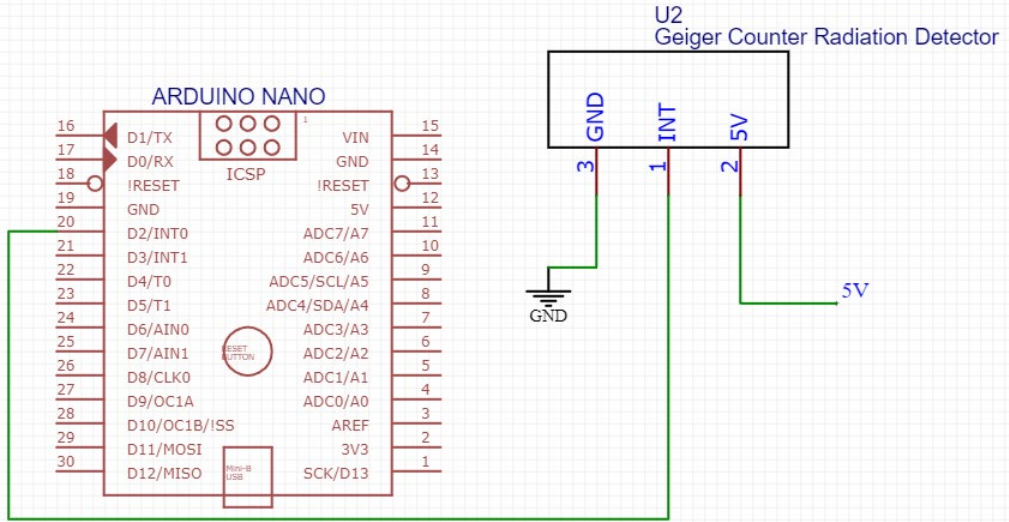 U2
Geiger Counter Radiation Detector
GND
INT
5V
3
1
2
GND
5V
ARDUINO NANO
1
ICSP
16 D1/TX VIN 15
17 D0/RX GND 14
18 !RESET !RESET 13
19 GND 5V 12
20 D2/INT0 ADC7/A7 11
21 D3/INT1 ADC6/A6 10
22 D4/T0 ADC5/SCL/A5 9
23 D5/T1 ADC4/SDA/A4 8
24 D6/AIN0 ADC3/A3 7
25 D7/AIN1 ADC2/A2 6
26 D8/CLK0 ADC1/A1 5
27 D9/OC1A ADC0/A0 4
28 D10/OC1B/!SS AREF 3
29 D11/MOSI 3V3 2
30 D12/MISO SCK/D13 1
RESET
BUTTON
Mini-B
USB